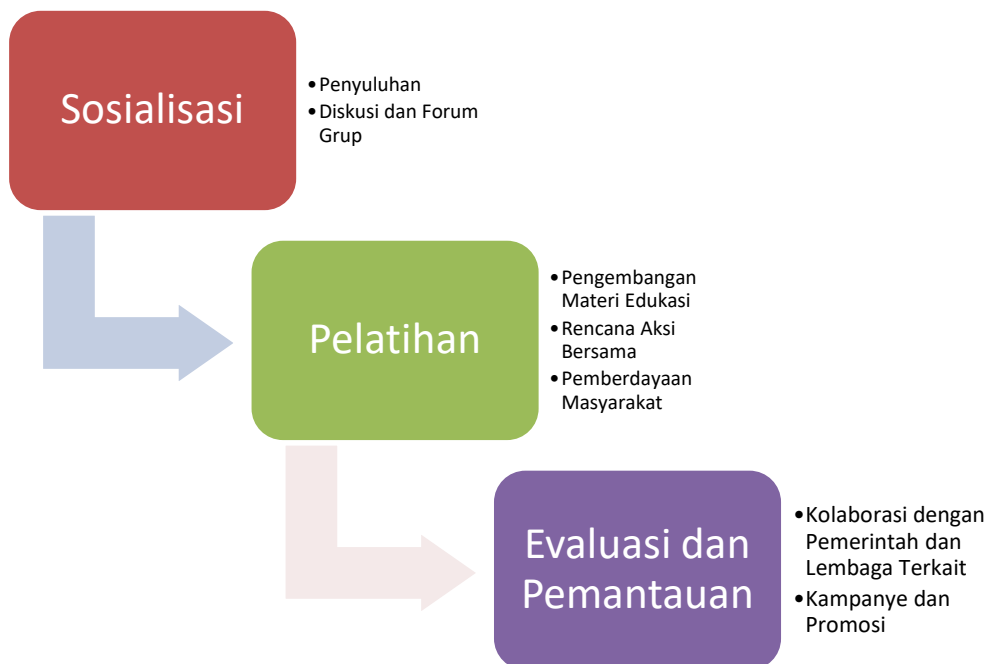 Sosialisasi
•Penyuluhan
•Diskusi dan Forum
Grup
Pelatihan
•Pengembangan
Materi Edukasi
•Rencana Aksi
Bersama
•Pemberdayaan
Masyarakat
Evaluasi dan
Pemantauan
•Kolaborasi dengan
Pemerintah dan
Lembaga Terkait
•Kampanye dan
Promosi